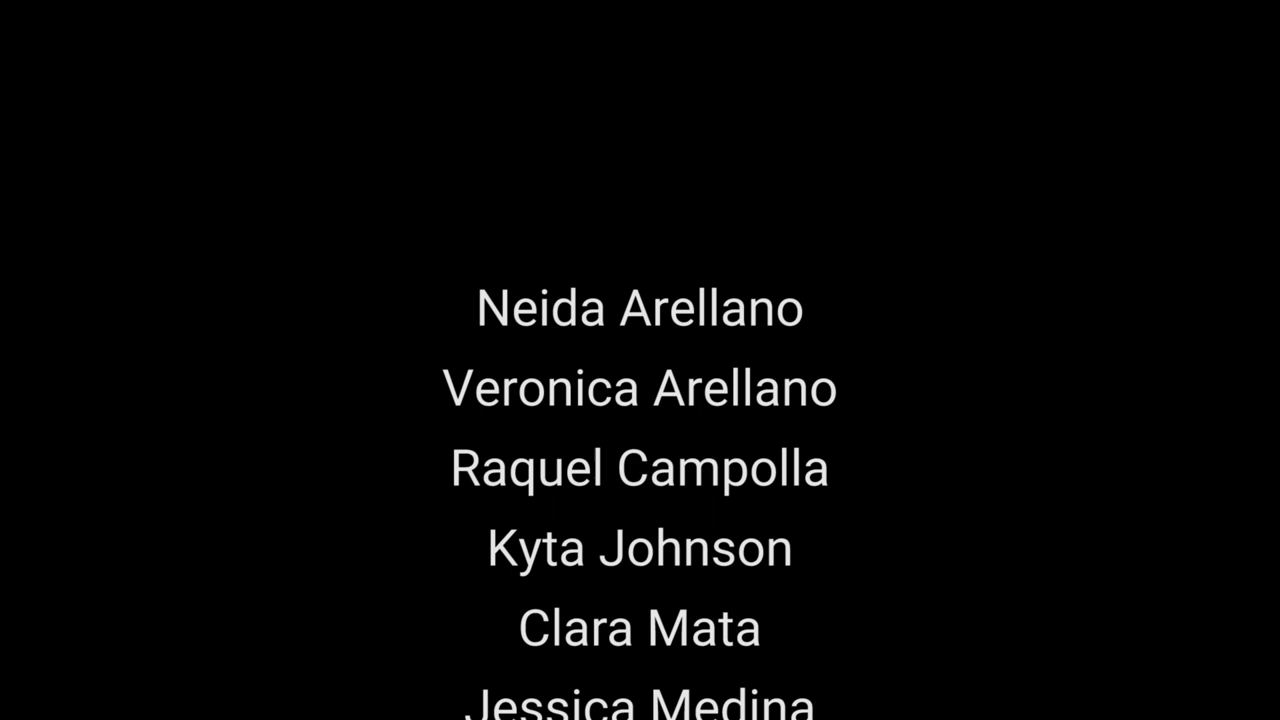 Neida Arellano
Veronica Arellano
Raquel Campolla
Kyta Johnson
Clara Mata
Jessica Medina